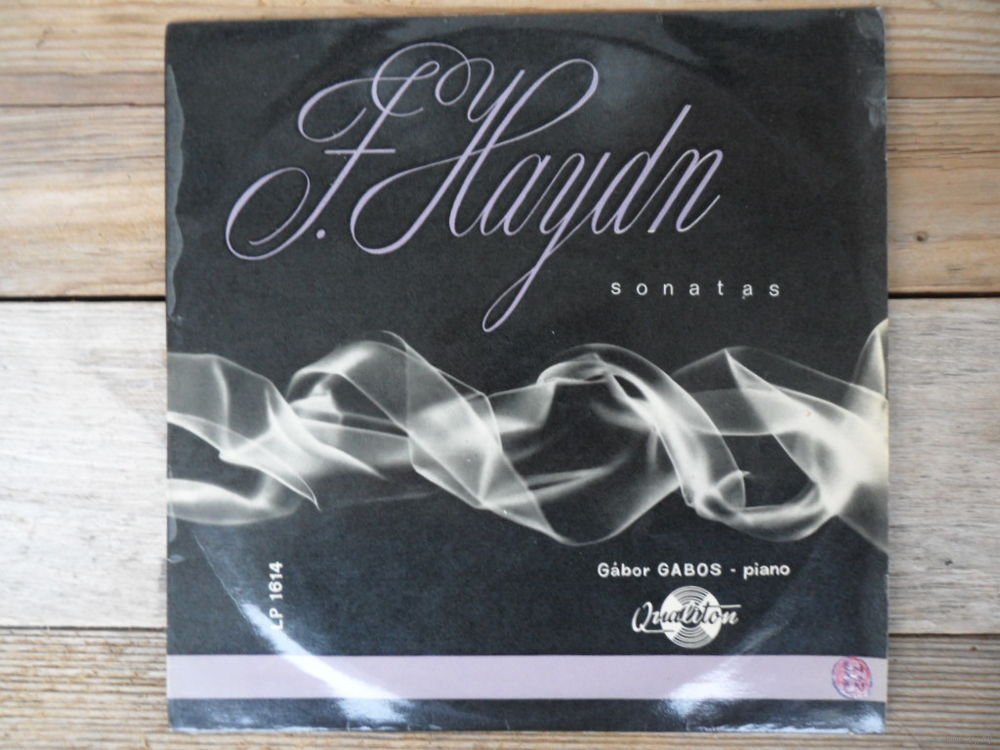 F. Haydn
sonatas
Gábor GABOS - piano
Qualiton
LP 1614